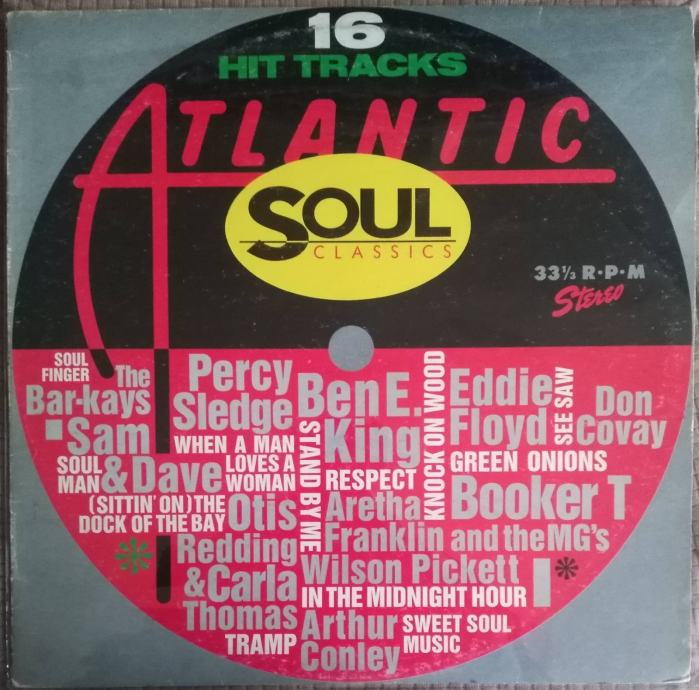 16
HIT TRACKS
ATLANTIC
SOUL
CLASSICS
33⅓ R·P·M
Stereo
SOUL
FINGER
The
Bar-kays
Sam
SOUL
MAN
& Dave
(SITTIN' ON) THE
DOCK OF THE BAY
Percy
Sledge
WHEN A MAN
LOVES A
WOMAN
Otis
Redding
& Carla
Thomas
TRAMP
Ben E.
King
STAND BY ME
RESPECT
Aretha
Franklin
KNOCK ON WOOD
Eddie
Floyd
SEE SAW
Don
Covay
GREEN ONIONS
Booker T
and the MG's
Wilson Pickett
IN THE MIDNIGHT HOUR
Arthur
Conley
SWEET SOUL
MUSIC